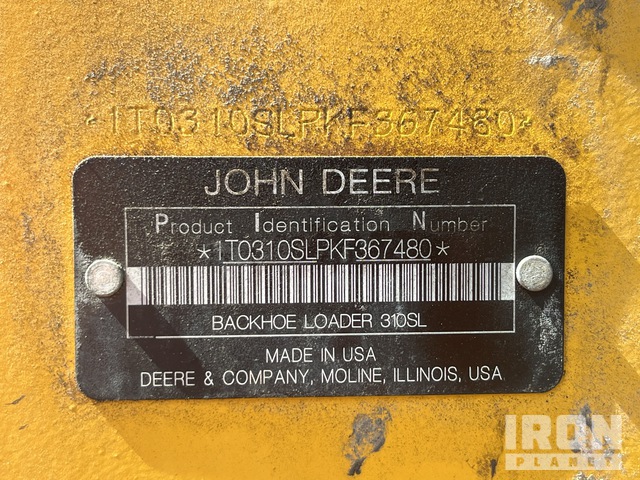 *1T0310SLPKF367480*
JOHN DEERE
Product Identification Number
*1T0310SLPKF367480*
BACKHOE LOADER 310SL
MADE IN USA
DEERE & COMPANY, MOLINE, ILLINOIS, USA
IRON
PLANET